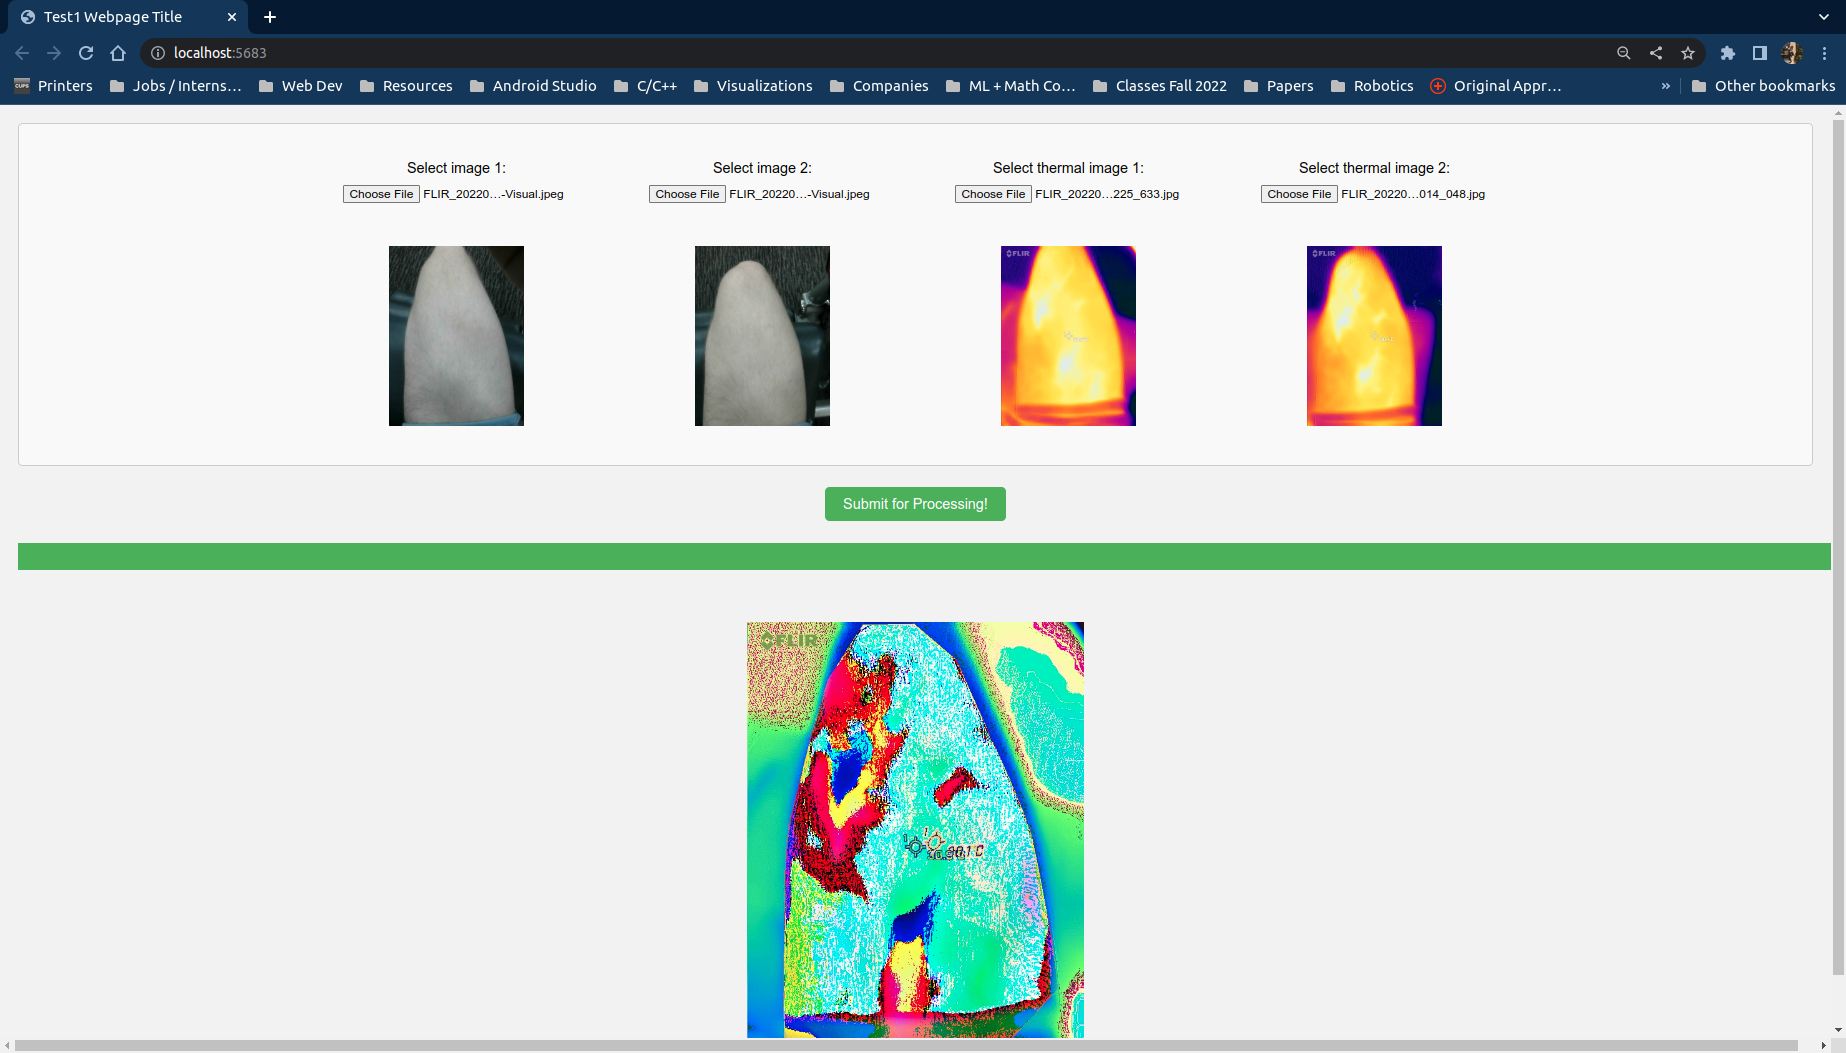 Test1 Webpage Title
localhost:5683
CUPS Printers Jobs / Interns... Web Dev Resources Android Studio C/C++ Visualizations Companies ML + Math Co... Classes Fall 2022 Papers Robotics Original Appr... » Other bookmarks
Select image 1: Select image 2: Select thermal image 1: Select thermal image 2:
Choose File FLIR_20220...-Visual.jpeg Choose File FLIR_20220...-Visual.jpeg Choose File FLIR_20220...225_633.jpg Choose File FLIR_20220...014_048.jpg
FLIR FLIR
Submit for Processing!
FLIR